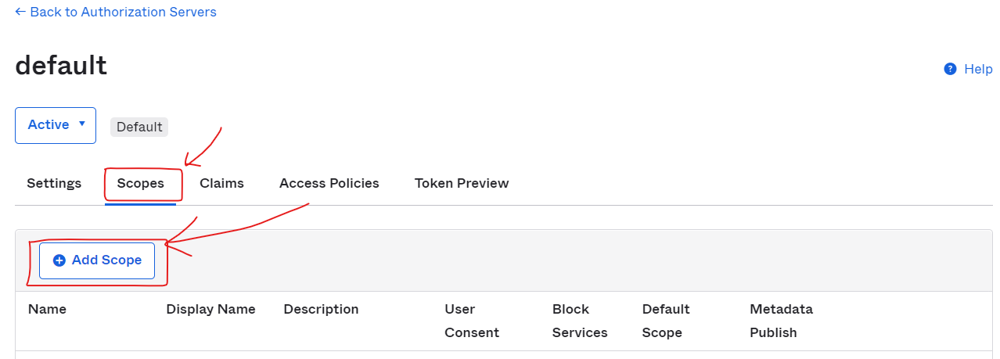 ← Back to Authorization Servers
default
? Help
Active ▼ Default
Settings Scopes Claims Access Policies Token Preview
+ Add Scope
Name Display Name Description User Consent Block Services Default Scope Metadata Publish